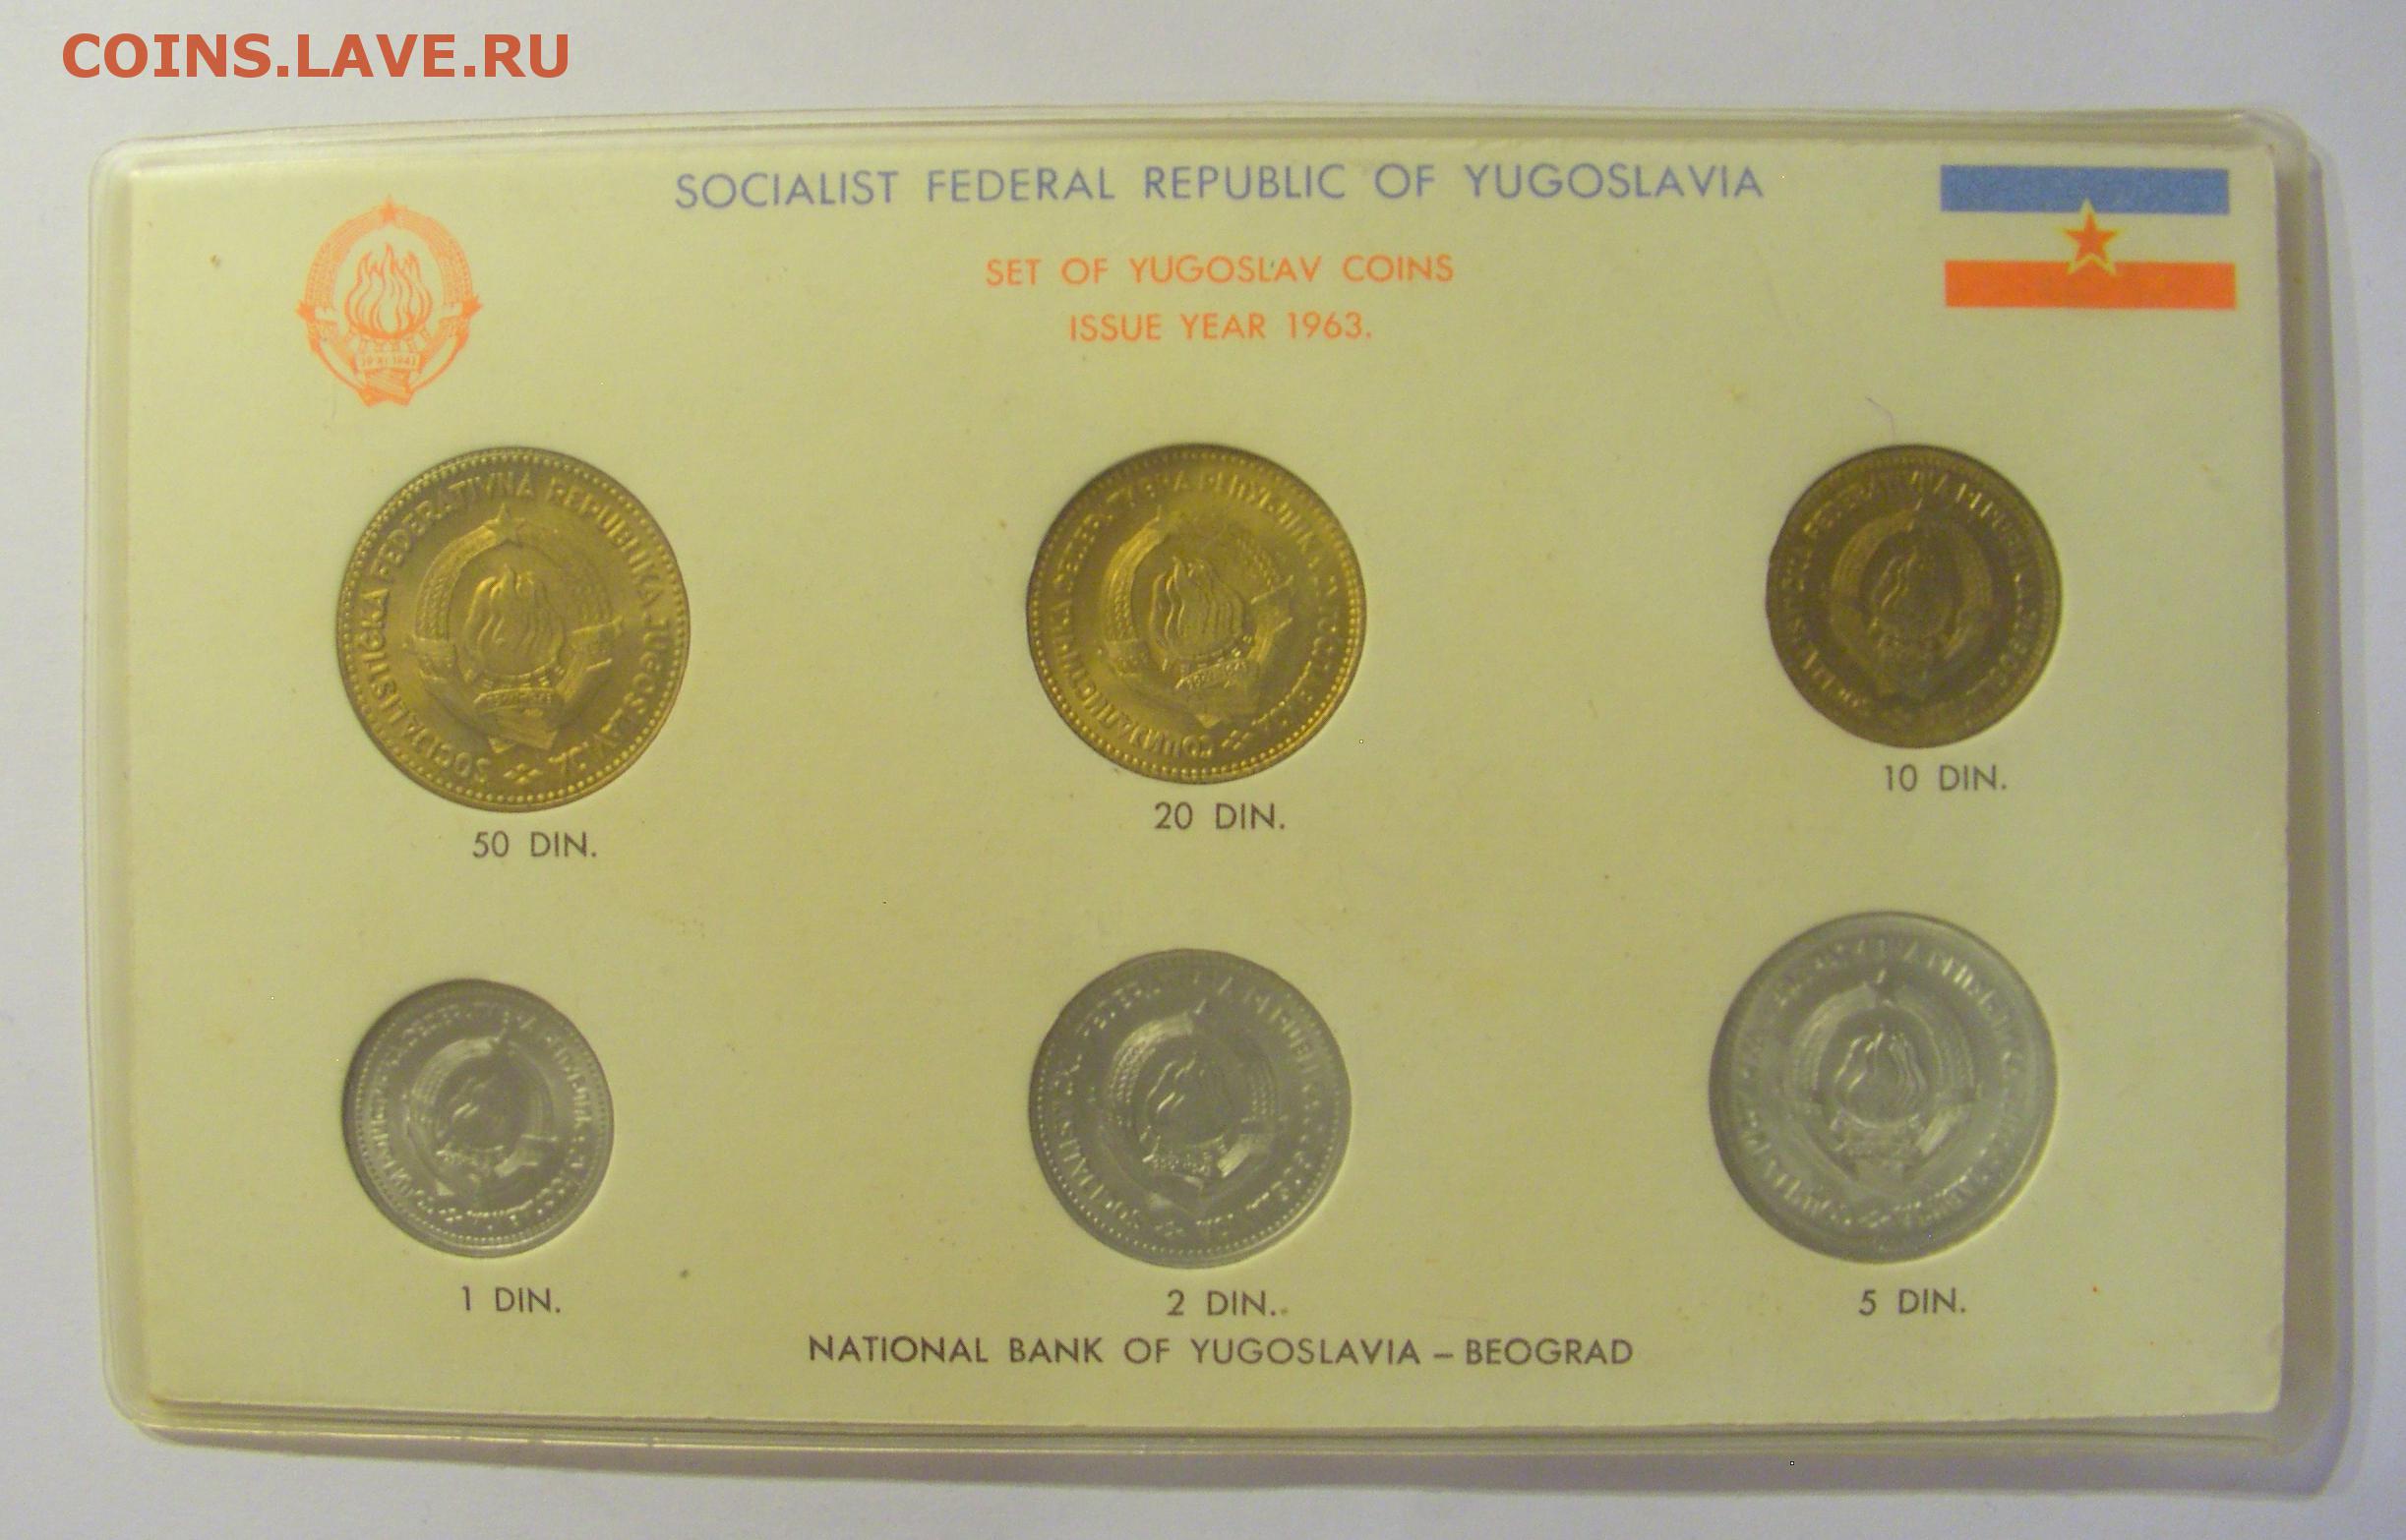 COINS.LAVE.RU
SOCIALIST FEDERAL REPUBLIC OF YUGOSLAVIA
SET OF YUGOSLAV COINS
ISSUE YEAR 1963.
SOCIJALISTIČKA FEDERATIVNA REPUBLIKA JUGOSLAVIJA
50 DIN.
20 DIN.
10 DIN.
1 DIN.
2 DIN.
5 DIN.
NATIONAL BANK OF YUGOSLAVIA – BEOGRAD